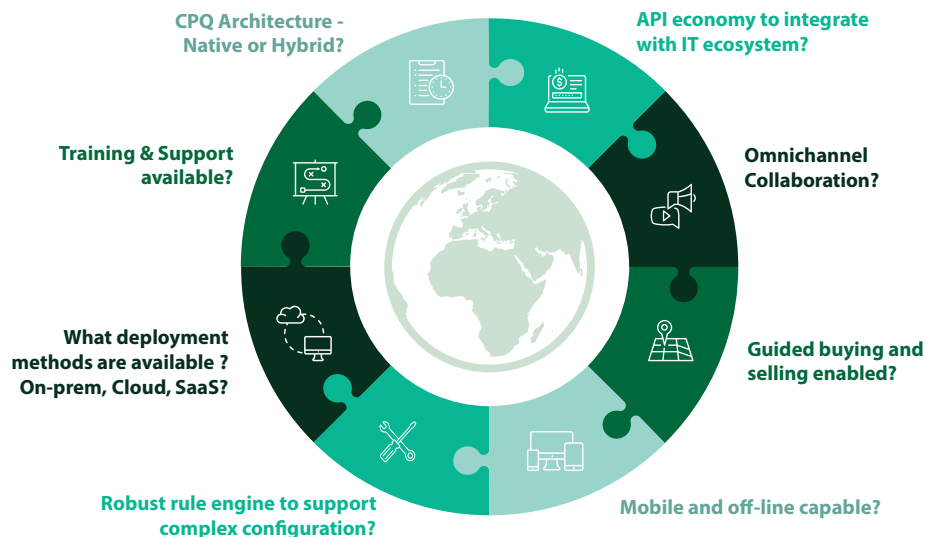 CPQ Architecture -
Native or Hybrid?
API economy to integrate
with IT ecosystem?
Omnichannel
Collaboration?
Guided buying and
selling enabled?
Mobile and off-line capable?
Robust rule engine to support
complex configuration?
What deployment
methods are available ?
On-prem, Cloud, SaaS?
Training & Support
available?